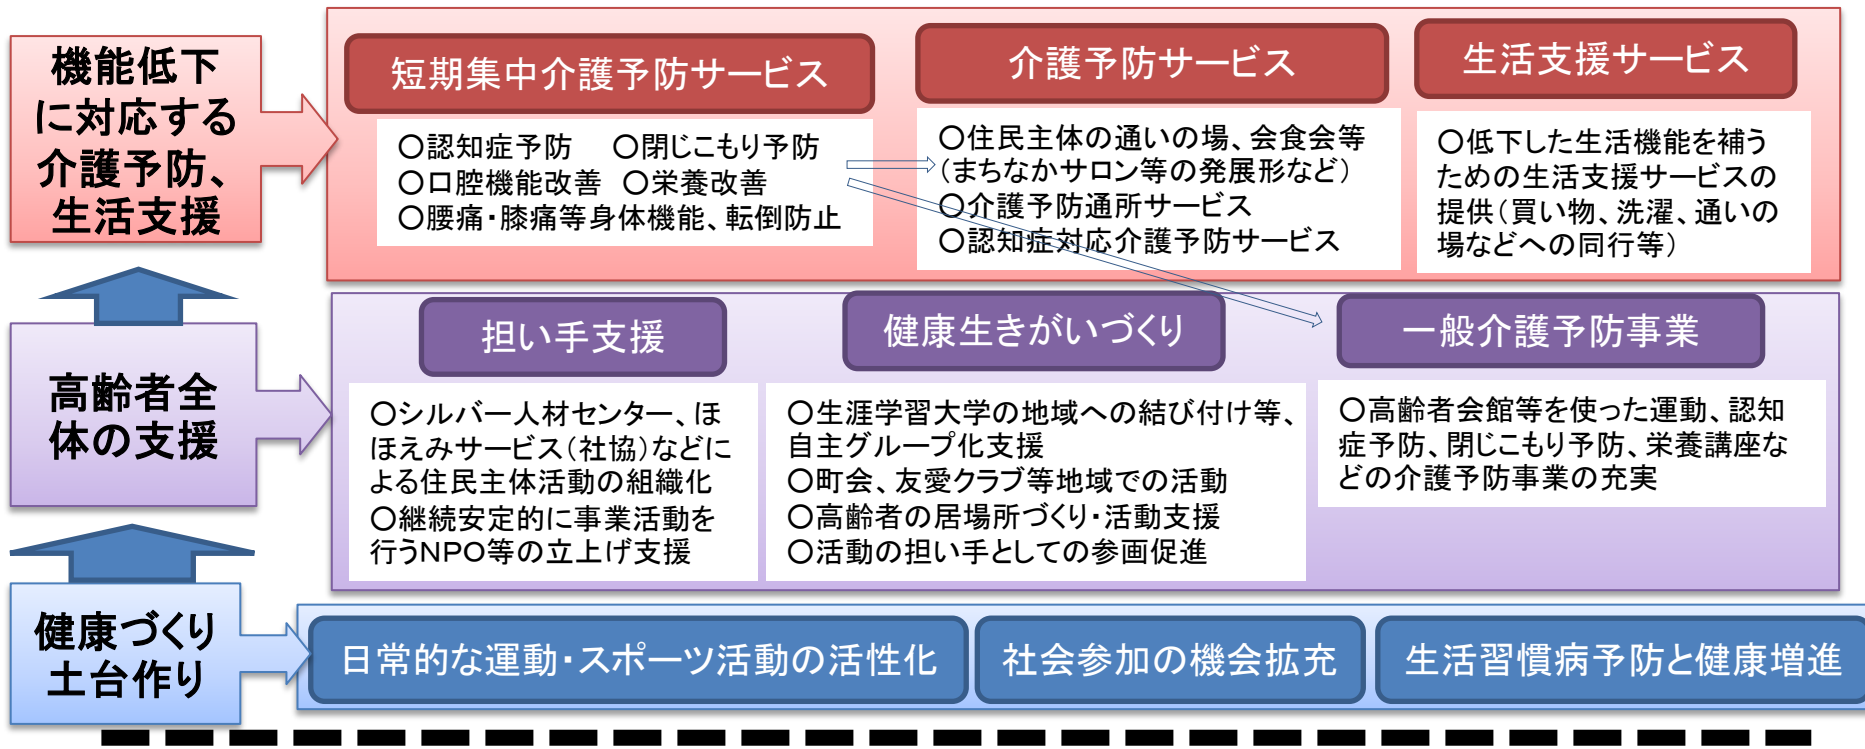 機能低下
に対応する
介護予防、
生活支援
短期集中介護予防サービス
○認知症予防　○閉じこもり予防
○口腔機能改善　○栄養改善
○腰痛・膝痛等身体機能、転倒防止
介護予防サービス
○住民主体の通いの場、会食会等
(まちなかサロン等の発展形など)
○介護予防通所サービス
○認知症対応介護予防サービス
生活支援サービス
○低下した生活機能を補う
ための生活支援サービスの
提供(買い物、洗濯、通いの
場などへの同行等)
高齢者全
体の支援
担い手支援
○シルバー人材センター、ほ
ほえみサービス(社協)などに
よる住民主体活動の組織化
○継続安定的に事業活動を
行うNPO等の立上げ支援
健康生きがいづくり
○生涯学習大学の地域への結び付け等、
自主グループ化支援
○町会、友愛クラブ等地域での活動
○高齢者の居場所づくり・活動支援
○活動の担い手としての参画促進
一般介護予防事業
○高齢者会館等を使った運動、認知
症予防、閉じこもり予防、栄養講座な
どの介護予防事業の充実
健康づくり
土台作り
日常的な運動・スポーツ活動の活性化
社会参加の機会拡充
生活習慣病予防と健康増進